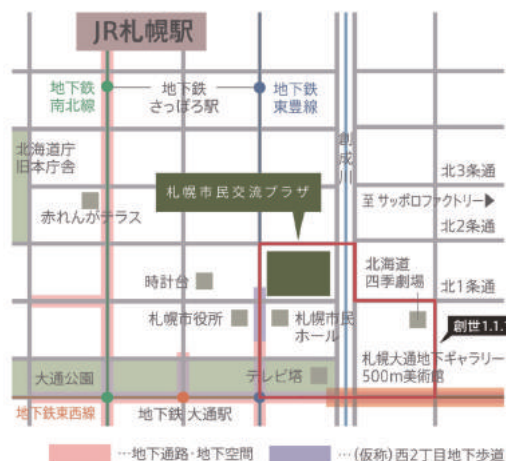 JR札幌駅
地下鉄
南北線
地下鉄
さっぽろ駅
地下鉄
東豊線
北海道庁
旧本庁舎
創成川
北3条通
札幌市民交流プラザ
至 サッポロファクトリー▶
赤れんがテラス
北2条通
時計台
北海道
四季劇場
北1条通
札幌市役所
札幌市民
ホール
創世1.1.1
札幌大通地下ギャラリー
500m美術館
大通公園
テレビ塔
地下鉄東西線
地下鉄 大通駅
…地下通路・地下空間
…(仮称)西2丁目地下歩道